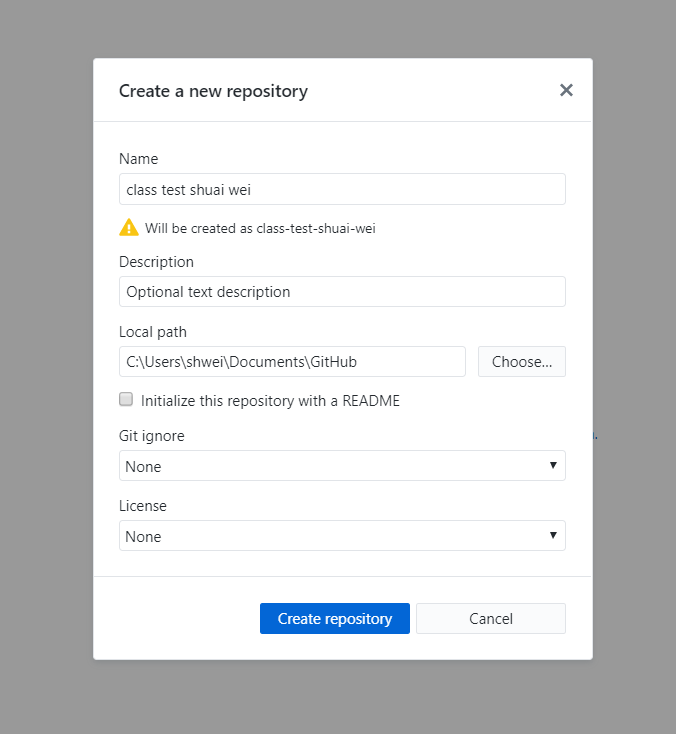 Create a new repository
Name
class test shuai wei
Will be created as class-test-shuai-wei
Description
Optional text description
Local path
C:\Users\shwei\Documents\GitHub
Choose...
Initialize this repository with a README
Git ignore
None
License
None
Create repository
Cancel